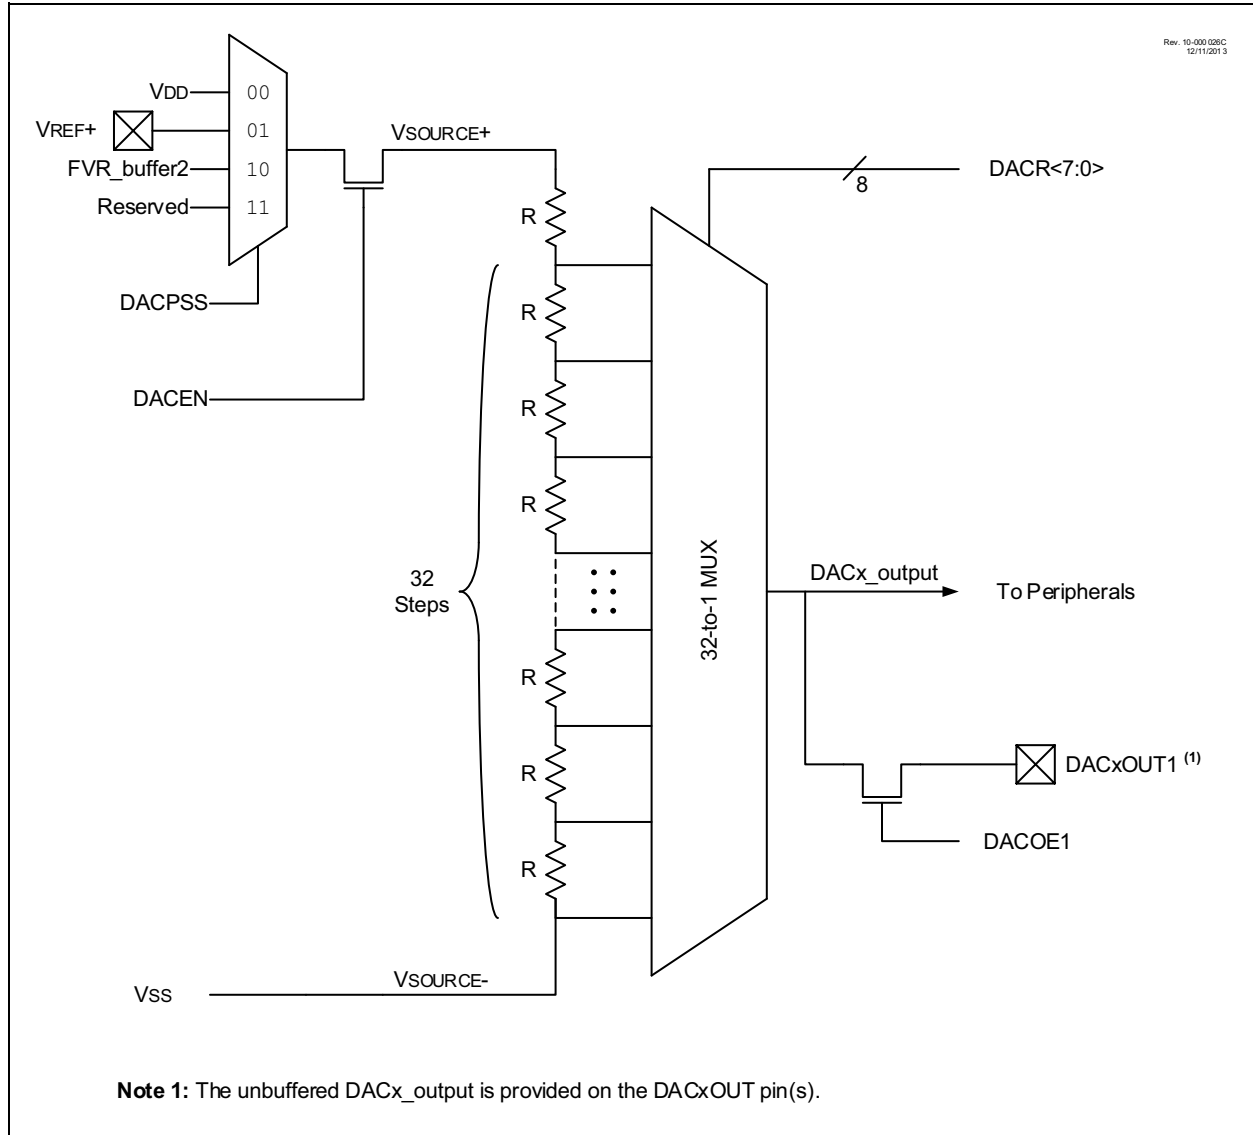 Rev. 10-000026C
12/11/2013
VDD
00
VREF+
01
VSOURCE+
FVR_buffer2
10
DACR<7:0>
8
Reserved
11
R
DACPSS
R
DACEN
R
R
32-to-1 MUX
32
Steps
DACx_output
To Peripherals
R
R
DACxOUT1 (1)
DACOE1
R
VSOURCE-
VSS
Note 1: The unbuffered DACx_output is provided on the DACxOUT pin(s).